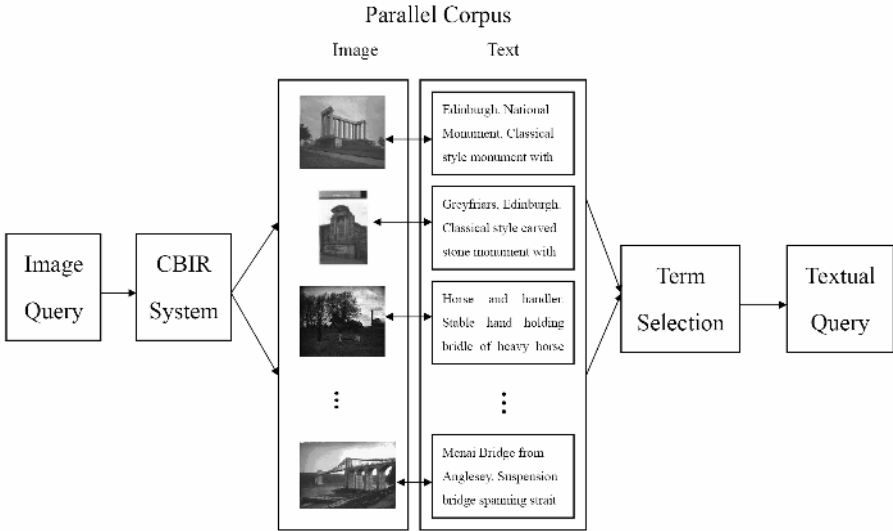 Parallel Corpus
Image
Text
Edinburgh. National
Monument. Classical
style monument with
Greyfriars. Edinburgh.
Classical style carved
stone monument with
Horse and handler.
Stable hand holding
bridle of heavy horse
Menai Bridge from
Anglesey. Suspension
bridge spanning strait
Image
Query
CBIR
System
Term
Selection
Textual
Query